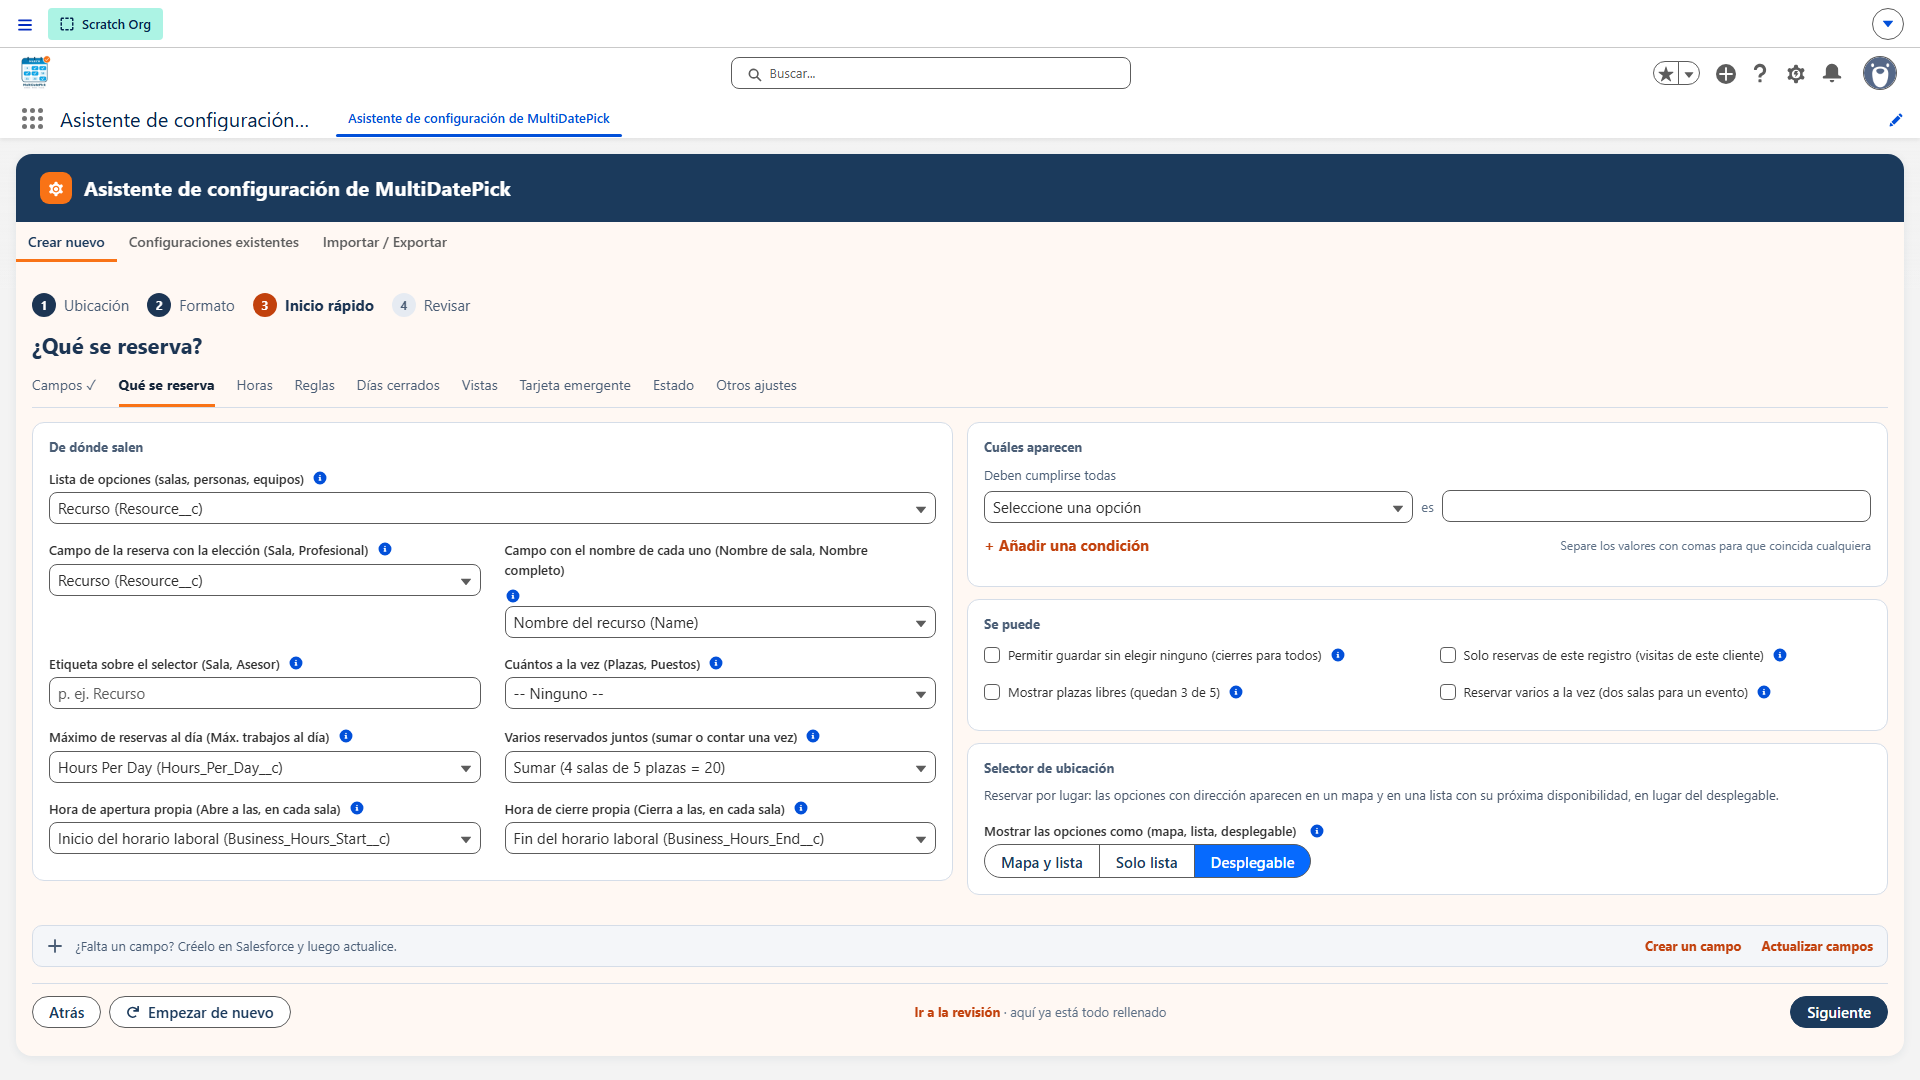 Scratch Org
Buscar...
Asistente de configuración...
Asistente de configuración de MultiDatePick
Asistente de configuración de MultiDatePick
Crear nuevo
Configuraciones existentes
Importar / Exportar
1 Ubicación
2 Formato
3 Inicio rápido
4 Revisar
¿Qué se reserva?
Campos ✓
Qué se reserva
Horas
Reglas
Días cerrados
Vistas
Tarjeta emergente
Estado
Otros ajustes
De dónde salen
Lista de opciones (salas, personas, equipos)
Recurso (Resource__c)
Campo de la reserva con la elección (Sala, Profesional)
Recurso (Resource__c)
Campo con el nombre de cada uno (Nombre de sala, Nombre
completo)
Nombre del recurso (Name)
Etiqueta sobre el selector (Sala, Asesor)
p. ej. Recurso
Cuántos a la vez (Plazas, Puestos)
-- Ninguno --
Máximo de reservas al día (Máx. trabajos al día)
Hours Per Day (Hours_Per_Day__c)
Varios reservados juntos (sumar o contar una vez)
Sumar (4 salas de 5 plazas = 20)
Hora de apertura propia (Abre a las, en cada sala)
Inicio del horario laboral (Business_Hours_Start__c)
Hora de cierre propia (Cierra a las, en cada sala)
Fin del horario laboral (Business_Hours_End__c)
Cuáles aparecen
Deben cumplirse todas
Seleccione una opción
es
+ Añadir una condición
Separe los valores con comas para que coincida cualquiera
Se puede
Permitir guardar sin elegir ninguno (cierres para todos)
Solo reservas de este registro (visitas de este cliente)
Mostrar plazas libres (quedan 3 de 5)
Reservar varios a la vez (dos salas para un evento)
Selector de ubicación
Reservar por lugar: las opciones con dirección aparecen en un mapa y en una lista con su próxima disponibilidad, en lugar del desplegable.
Mostrar las opciones como (mapa, lista, desplegable)
Mapa y lista
Solo lista
Desplegable
¿Falta un campo? Créelo en Salesforce y luego actualice.
Crear un campo
Actualizar campos
Atrás
Empezar de nuevo
Ir a la revisión · aquí ya está todo rellenado
Siguiente